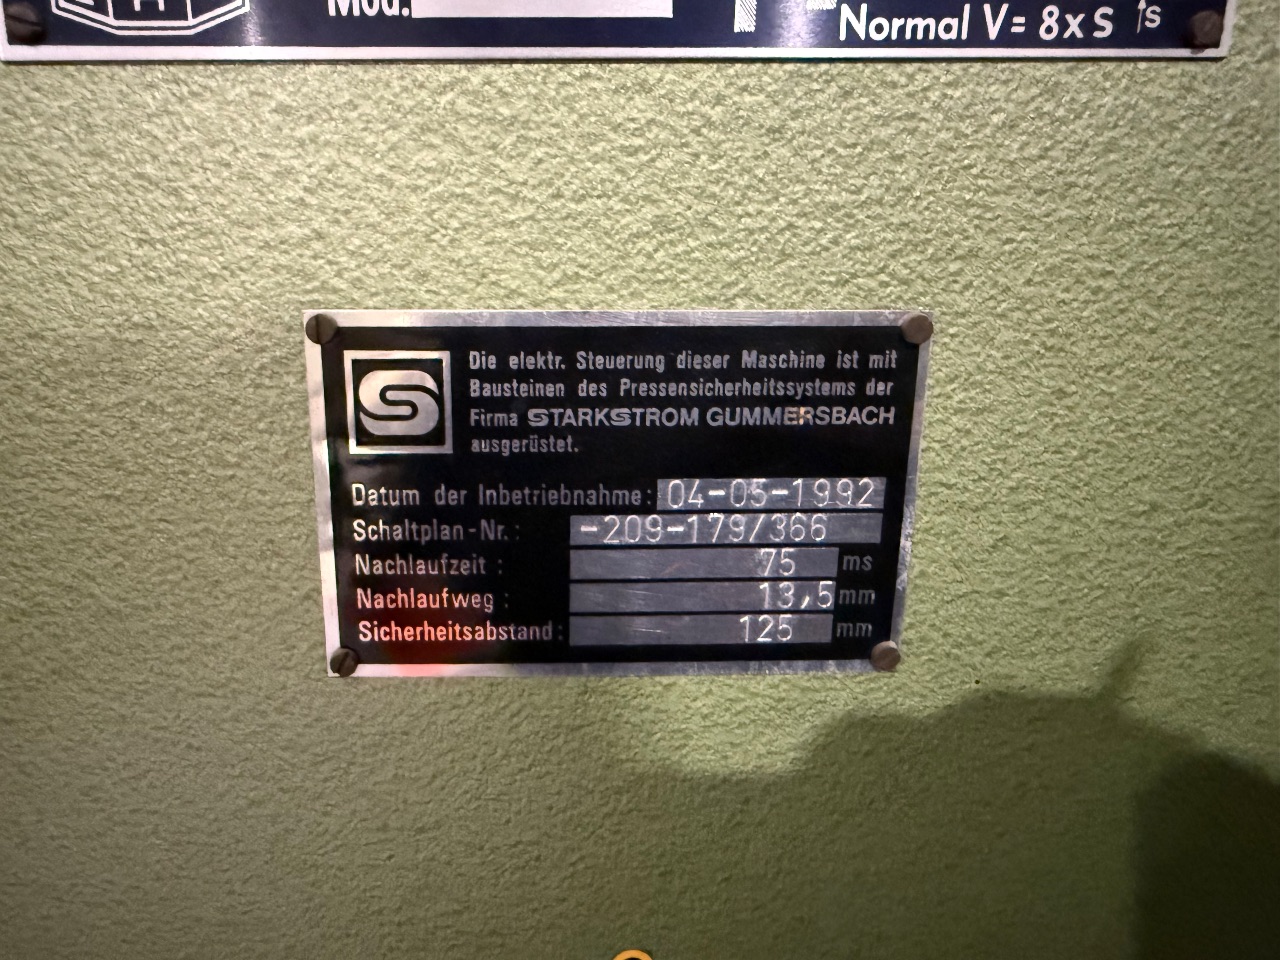 Mod.
Normal V= 8xS ↑s
Die elektr. Steuerung dieser Maschine ist mit
Bausteinen des Pressensicherheitssystems der
Firma STARKSTROM GUMMERSBACH
ausgerüstet.
Datum der Inbetriebnahme: 04-05-1992
Schaltplan-Nr.: -209-179/366
Nachlaufzeit: 75 ms
Nachlaufweg: 13,5 mm
Sicherheitsabstand: 125 mm